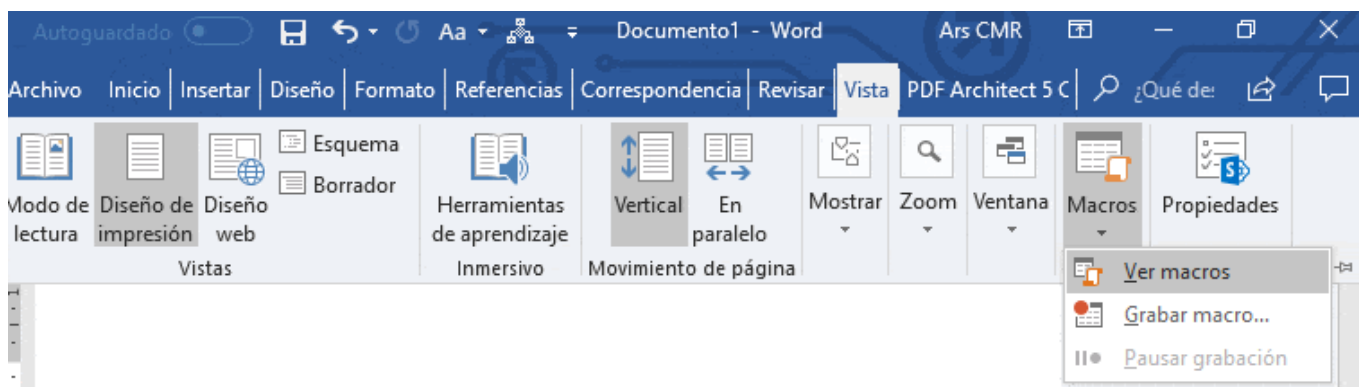 Autoguardado Aa Documento1 - Word Ars CMR
Archivo Inicio Insertar Diseño Formato Referencias Correspondencia Revisar Vista PDF Architect 5 C ¿Qué de:
Modo de lectura
Diseño de impresión
Diseño web
Esquema
Borrador
Vistas
Herramientas de aprendizaje
Inmersivo
Vertical
En paralelo
Movimiento de página
Mostrar
Zoom
Ventana
Macros
Propiedades
Ver macros
Grabar macro...
Pausar grabación